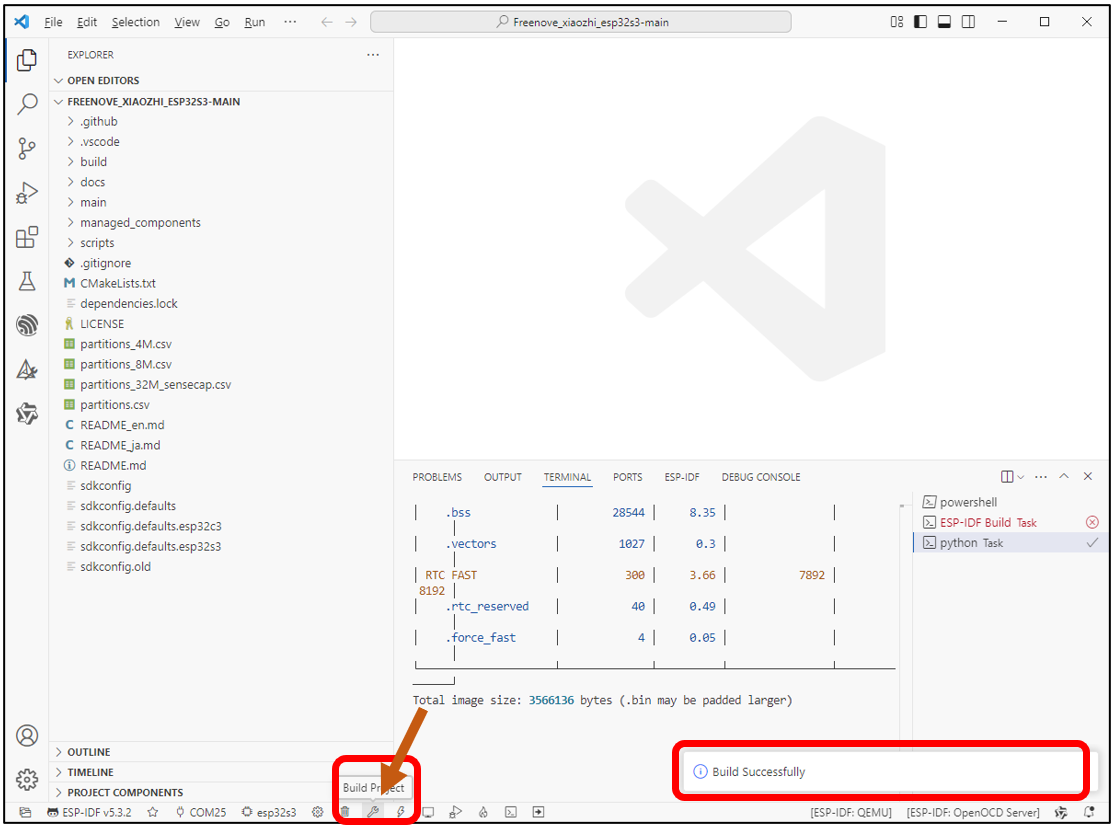 File Edit Selection View Go Run ··· Freenove_xiaozhi_esp32s3-main
EXPLORER ···
OPEN EDITORS
FREENOVE_XIAOZHI_ESP32S3-MAIN
.github
.vscode
build
docs
main
managed_components
scripts
.gitignore
CMakeLists.txt
dependencies.lock
LICENSE
partitions_4M.csv
partitions_8M.csv
partitions_32M_sensecap.csv
partitions.csv
README_en.md
README_ja.md
README.md
sdkconfig
sdkconfig.defaults
sdkconfig.defaults.esp32c3
sdkconfig.defaults.esp32s3
sdkconfig.old
OUTLINE
TIMELINE
PROJECT COMPONENTS
PROBLEMS OUTPUT TERMINAL PORTS ESP-IDF DEBUG CONSOLE
.bss 28544 8.35
.vectors 1027 0.3
RTC FAST 300 3.66 7892
8192
.rtc_reserved 40 0.49
.force_fast 4 0.05
Total image size: 3566136 bytes (.bin may be padded larger)
powershell
ESP-IDF Build Task
python Task
Build Successfully
Build Project
ESP-IDF v5.3.2 COM25 esp32s3 [ESP-IDF: QEMU] [ESP-IDF: OpenOCD Server]